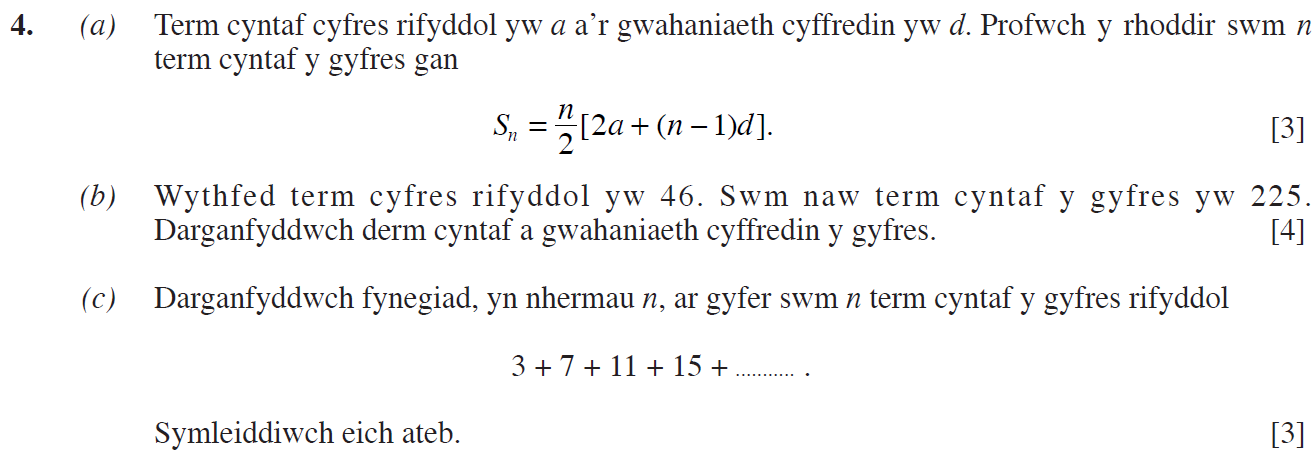 4. (a) Term cyntaf cyfres rifyddol yw a a’r gwahaniaeth cyffredin yw d. Profwch y rhoddir swm n
term cyntaf y gyfres gan
S_n = n/2 [2a + (n – 1)d]. [3]
(b) Wythfed term cyfres rifyddol yw 46. Swm naw term cyntaf y gyfres yw 225.
Darganfyddwch derm cyntaf a gwahaniaeth cyffredin y gyfres. [4]
(c) Darganfyddwch fynegiad, yn nhermau n, ar gyfer swm n term cyntaf y gyfres rifyddol
3 + 7 + 11 + 15 + ........... .
Symleiddiwch eich ateb. [3]